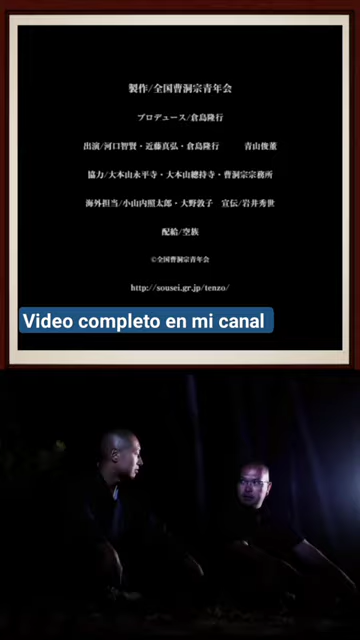 製作/全国曹洞宗青年会
プロデュース/倉島隆行
出演/河口智賢・近藤真弘・倉島隆行　青山俊董
協力/大本山永平寺・大本山總持寺・曹洞宗宗務所
海外担当/小山内照太郎・大野敦子　宣伝/岩井秀世
配給/空族
©全国曹洞宗青年会
http://sousei.gr.jp/tenzo/
Video completo en mi canal